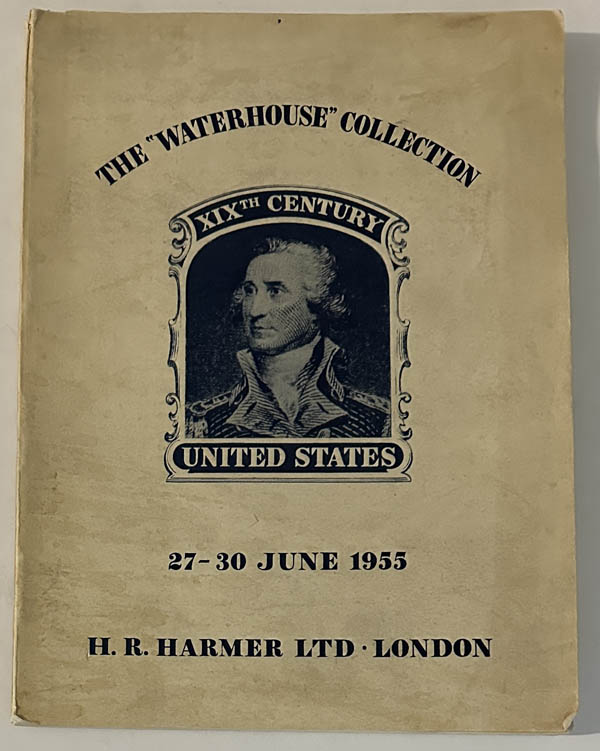 THE "WATERHOUSE" COLLECTION
XIXTH CENTURY
UNITED STATES
27-30 JUNE 1955
H. R. HARMER LTD · LONDON